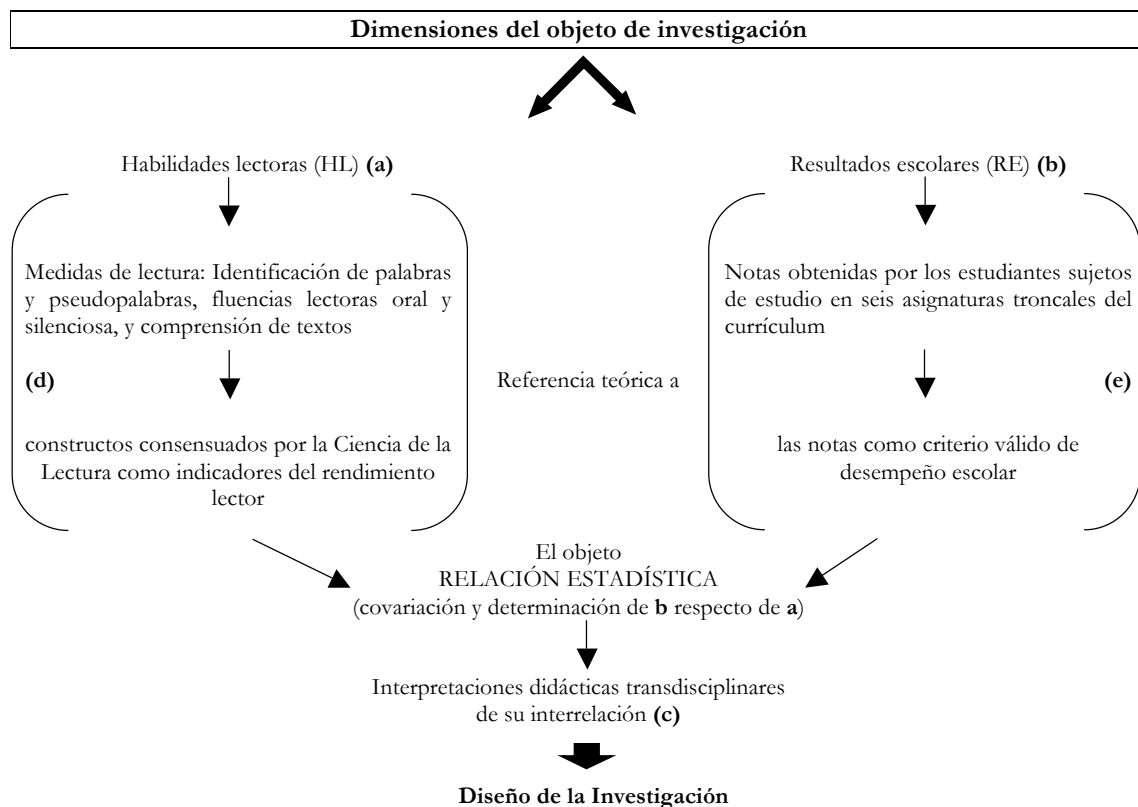 Dimensiones del objeto de investigación
Habilidades lectoras (HL) (a)
Resultados escolares (RE) (b)
Medidas de lectura: Identificación de palabras
y pseudopalabras, fluencias lectoras oral y
silenciosa, y comprensión de textos
(d)
constructos consensuados por la Ciencia de la
Lectura como indicadores del rendimiento
lector
Referencia teórica a
Notas obtenidas por los estudiantes sujetos
de estudio en seis asignaturas troncales del
currículum
(e)
las notas como criterio válido de
desempeño escolar
El objeto
RELACIÓN ESTADÍSTICA
(covariación y determinación de b respecto de a)
Interpretaciones didácticas transdisciplinares
de su interrelación (c)
Diseño de la Investigación